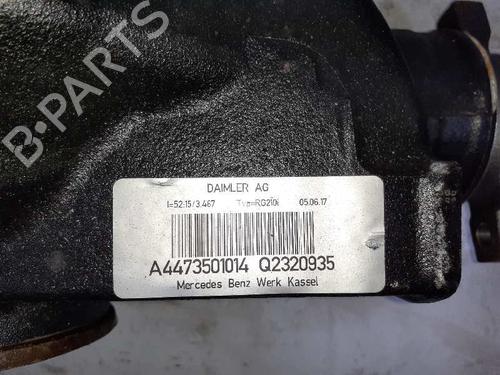 B-PARTS
DAIMLER AG
I=52:15/3.467 Typ=RG210i 05.06.17
A4473501014 Q2320935
Mercedes Benz Werk Kassel